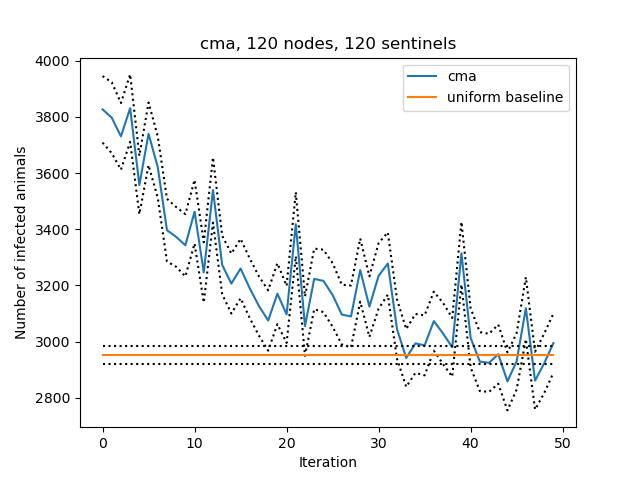 cma, 120 nodes, 120 sentinels
cma
uniform baseline
Number of infected animals
4000
3800
3600
3400
3200
3000
2800
0 10 20 30 40 50
Iteration